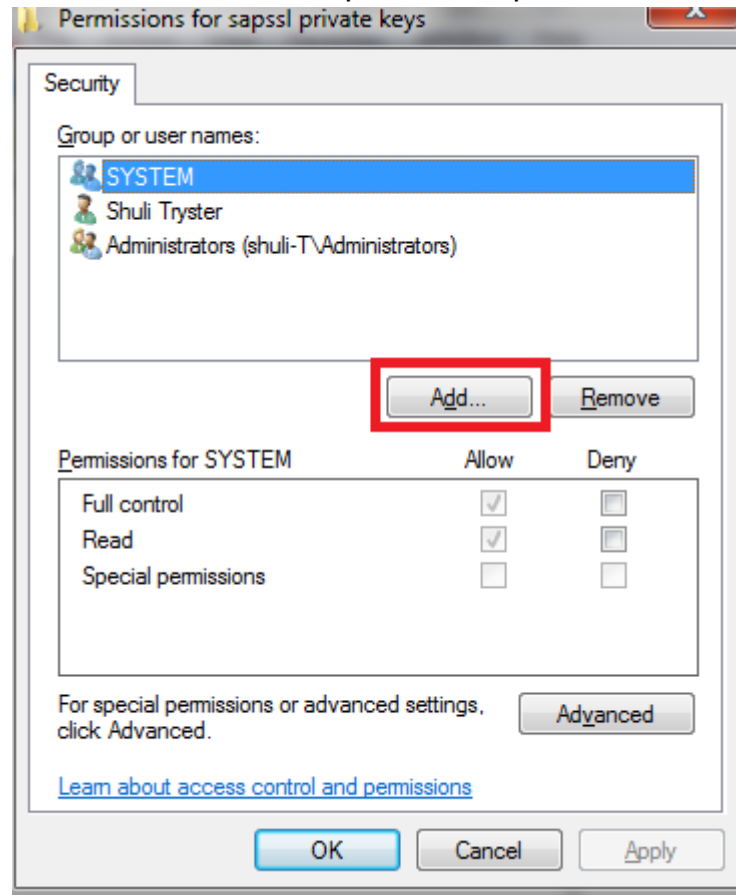 Permissions for sapssl private keys
Security
Group or user names:
SYSTEM
Shuli Tryster
Administrators (shuli-T\Administrators)
Add... Remove
Permissions for SYSTEM Allow Deny
Full control
Read
Special permissions
For special permissions or advanced settings, Advanced
click Advanced.
Learn about access control and permissions
OK Cancel Apply